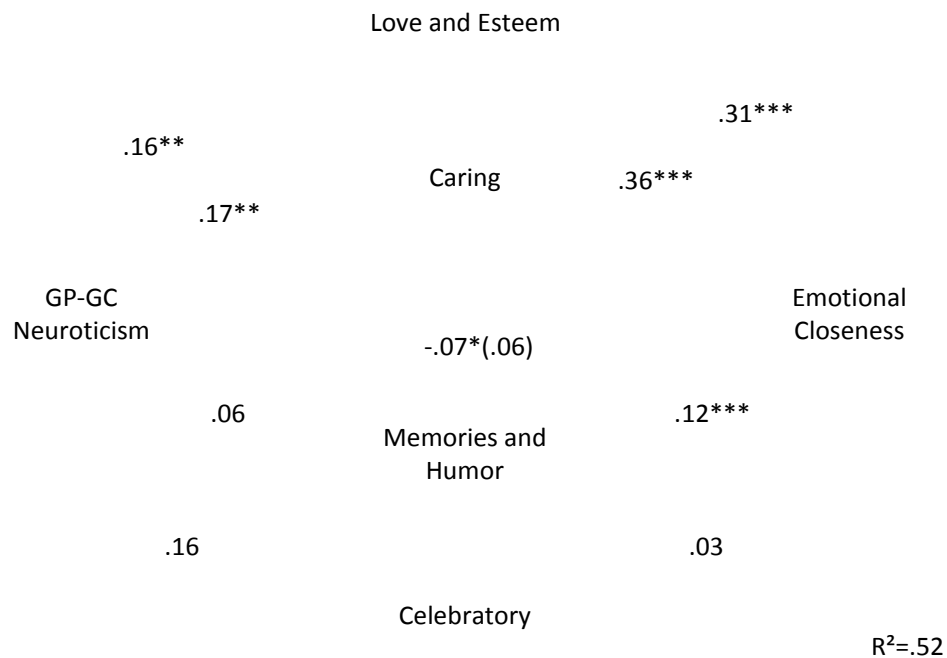 Love and Esteem
.31***
.16**
Caring
.36***
.17**
GP-GC
Neuroticism
Emotional
Closeness
-.07*(.06)
.06
.12***
Memories and
Humor
.16
.03
Celebratory
R²=.52